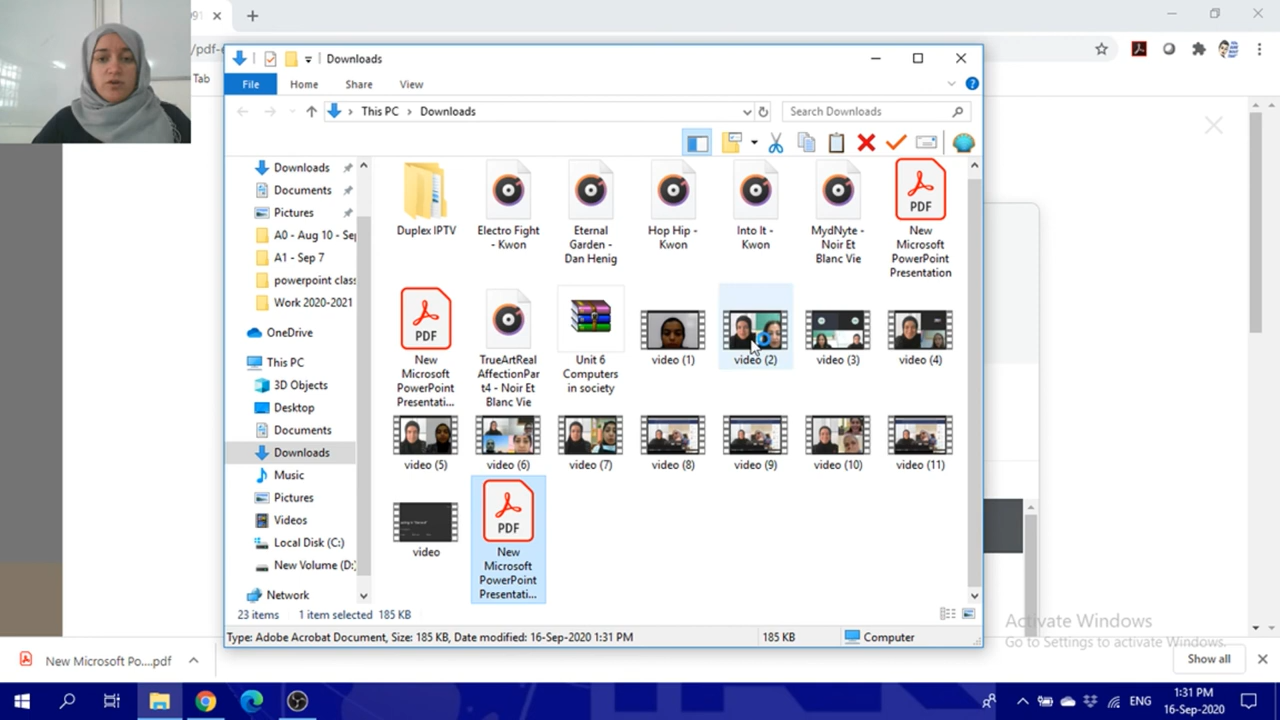 91
/pdf-e
Tab
Downloads
File Home Share View
This PC > Downloads
Search Downloads
Downloads
Documents
Pictures
A0 - Aug 10 - Sep
A1 - Sep 7
powerpoint class
Work 2020-2021
OneDrive
This PC
3D Objects
Desktop
Documents
Downloads
Music
Pictures
Videos
Local Disk (C:)
New Volume (D:)
Network
Duplex IPTV
Electro Fight
- Kwon
Eternal
Garden -
Dan Henig
Hop Hip -
Kwon
Into It -
Kwon
MydNyte -
Noir Et
Blanc Vie
PDF
New
Microsoft
PowerPoint
Presentation
PDF
New
Microsoft
PowerPoint
Presentati...
TrueArtReal
AffectionPar
t4 - Noir Et
Blanc Vie
Unit 6
Computers
in society
video (1)
video (2)
video (3)
video (4)
video (5)
video (6)
video (7)
video (8)
video (9)
video (10)
video (11)
video
PDF
New
Microsoft
PowerPoint
Presentati...
23 items 1 item selected 185 KB
Type: Adobe Acrobat Document, Size: 185 KB, Date modified: 16-Sep-2020 1:31 PM 185 KB Computer
Activate Windows
Go to Settings to activate Windows.
New Microsoft Po....pdf
Show all
ENG
1:31 PM
16-Sep-2020